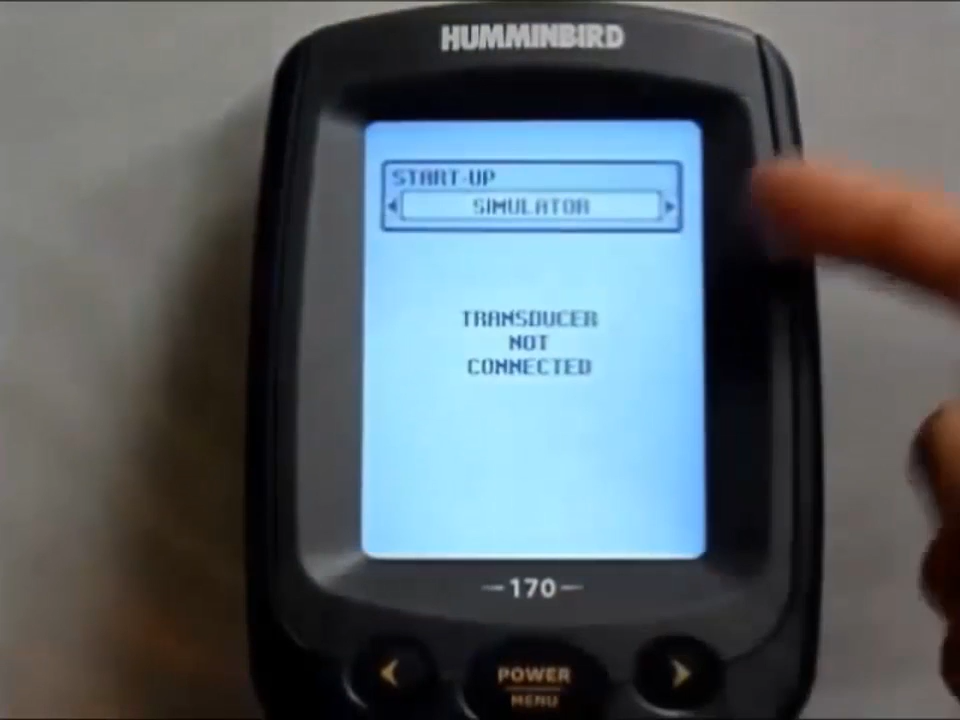 HUMMINBIRD
START-UP
SIMULATOR
TRANSDUCER
NOT
CONNECTED
170
POWER
MENU